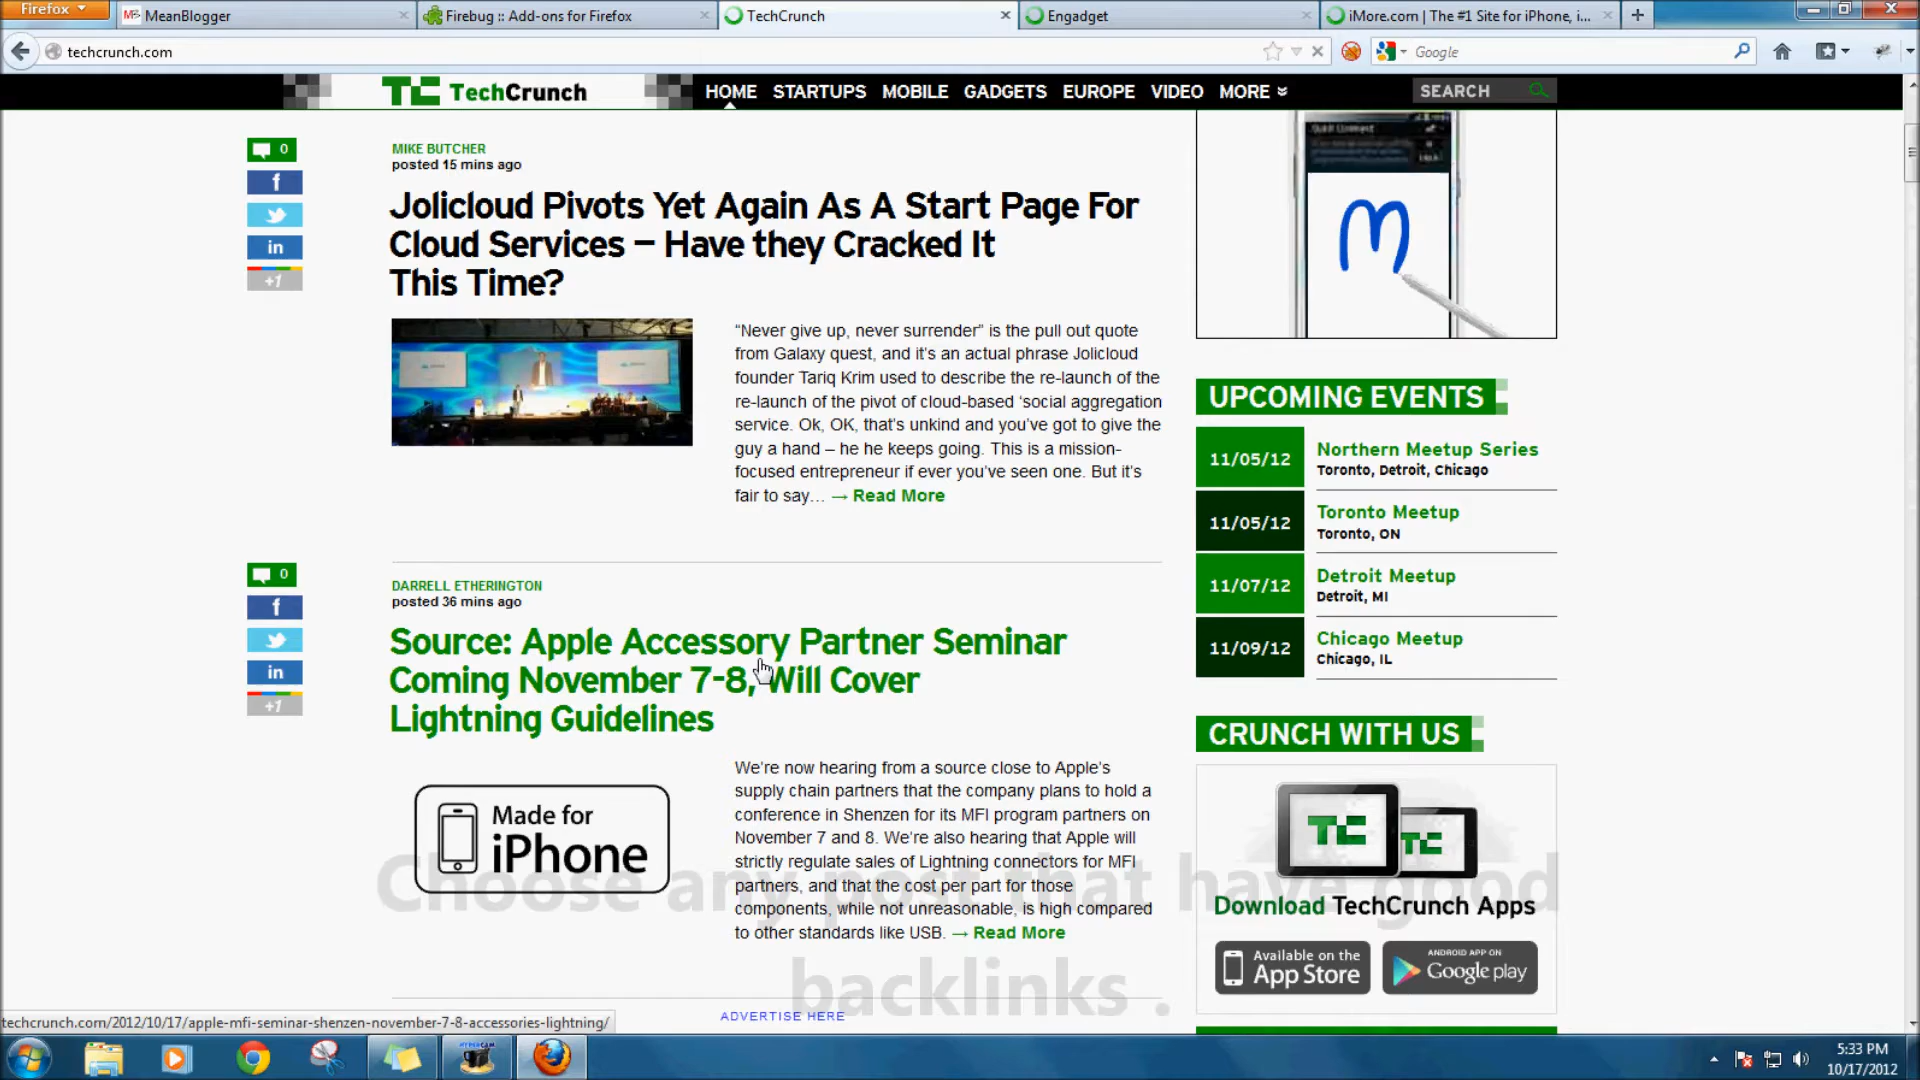 Firefox
MeanBlogger
Firebug :: Add-ons for Firefox
TechCrunch
Engadget
iMore.com | The #1 Site for iPhone, i...
techcrunch.com
Google
TC TechCrunch
HOME STARTUPS MOBILE GADGETS EUROPE VIDEO MORE
SEARCH
0
f
in
+1
MIKE BUTCHER
posted 15 mins ago
Jolicloud Pivots Yet Again As A Start Page For
Cloud Services – Have they Cracked It
This Time?
“Never give up, never surrender” is the pull out quote
from Galaxy quest, and it’s an actual phrase Jolicloud
founder Tariq Krim used to describe the re-launch of the
re-launch of the pivot of cloud-based ‘social aggregation
service. Ok, OK, that’s unkind and you’ve got to give the
guy a hand – he he keeps going. This is a mission-
focused entrepreneur if ever you’ve seen one. But it’s
fair to say… → Read More
0
f
in
+1
DARRELL ETHERINGTON
posted 36 mins ago
Source: Apple Accessory Partner Seminar
Coming November 7-8, Will Cover
Lightning Guidelines
Made for
iPhone
We’re now hearing from a source close to Apple’s
supply chain partners that the company plans to hold a
conference in Shenzen for its MFI program partners on
November 7 and 8. We’re also hearing that Apple will
strictly regulate sales of Lightning connectors for MFI
partners, and that the cost per part for those
components, while not unreasonable, is high compared
to other standards like USB. → Read More
ADVERTISE HERE
m
UPCOMING EVENTS
11/05/12 Northern Meetup Series
Toronto, Detroit, Chicago
11/05/12 Toronto Meetup
Toronto, ON
11/07/12 Detroit Meetup
Detroit, MI
11/09/12 Chicago Meetup
Chicago, IL
CRUNCH WITH US
TC
TC
Download TechCrunch Apps
Available on the
App Store
ANDROID APP ON
Google play
Choose any post that have good
backlinks .
techcrunch.com/2012/10/17/apple-mfi-seminar-shenzen-november-7-8-accessories-lightning/
HYPERCAM
5:33 PM
10/17/2012